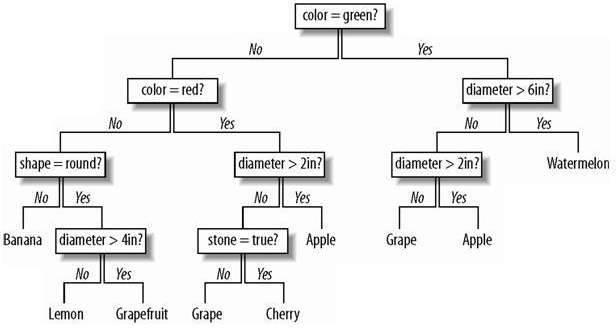 color = green?
No
Yes
color = red?
diameter > 6in?
No
Yes
No
Yes
shape = round?
diameter > 2in?
diameter > 2in?
Watermelon
No
Yes
No
Yes
No
Yes
Banana
diameter > 4in?
stone = true?
Apple
Grape
Apple
No
Yes
No
Yes
Lemon
Grapefruit
Grape
Cherry